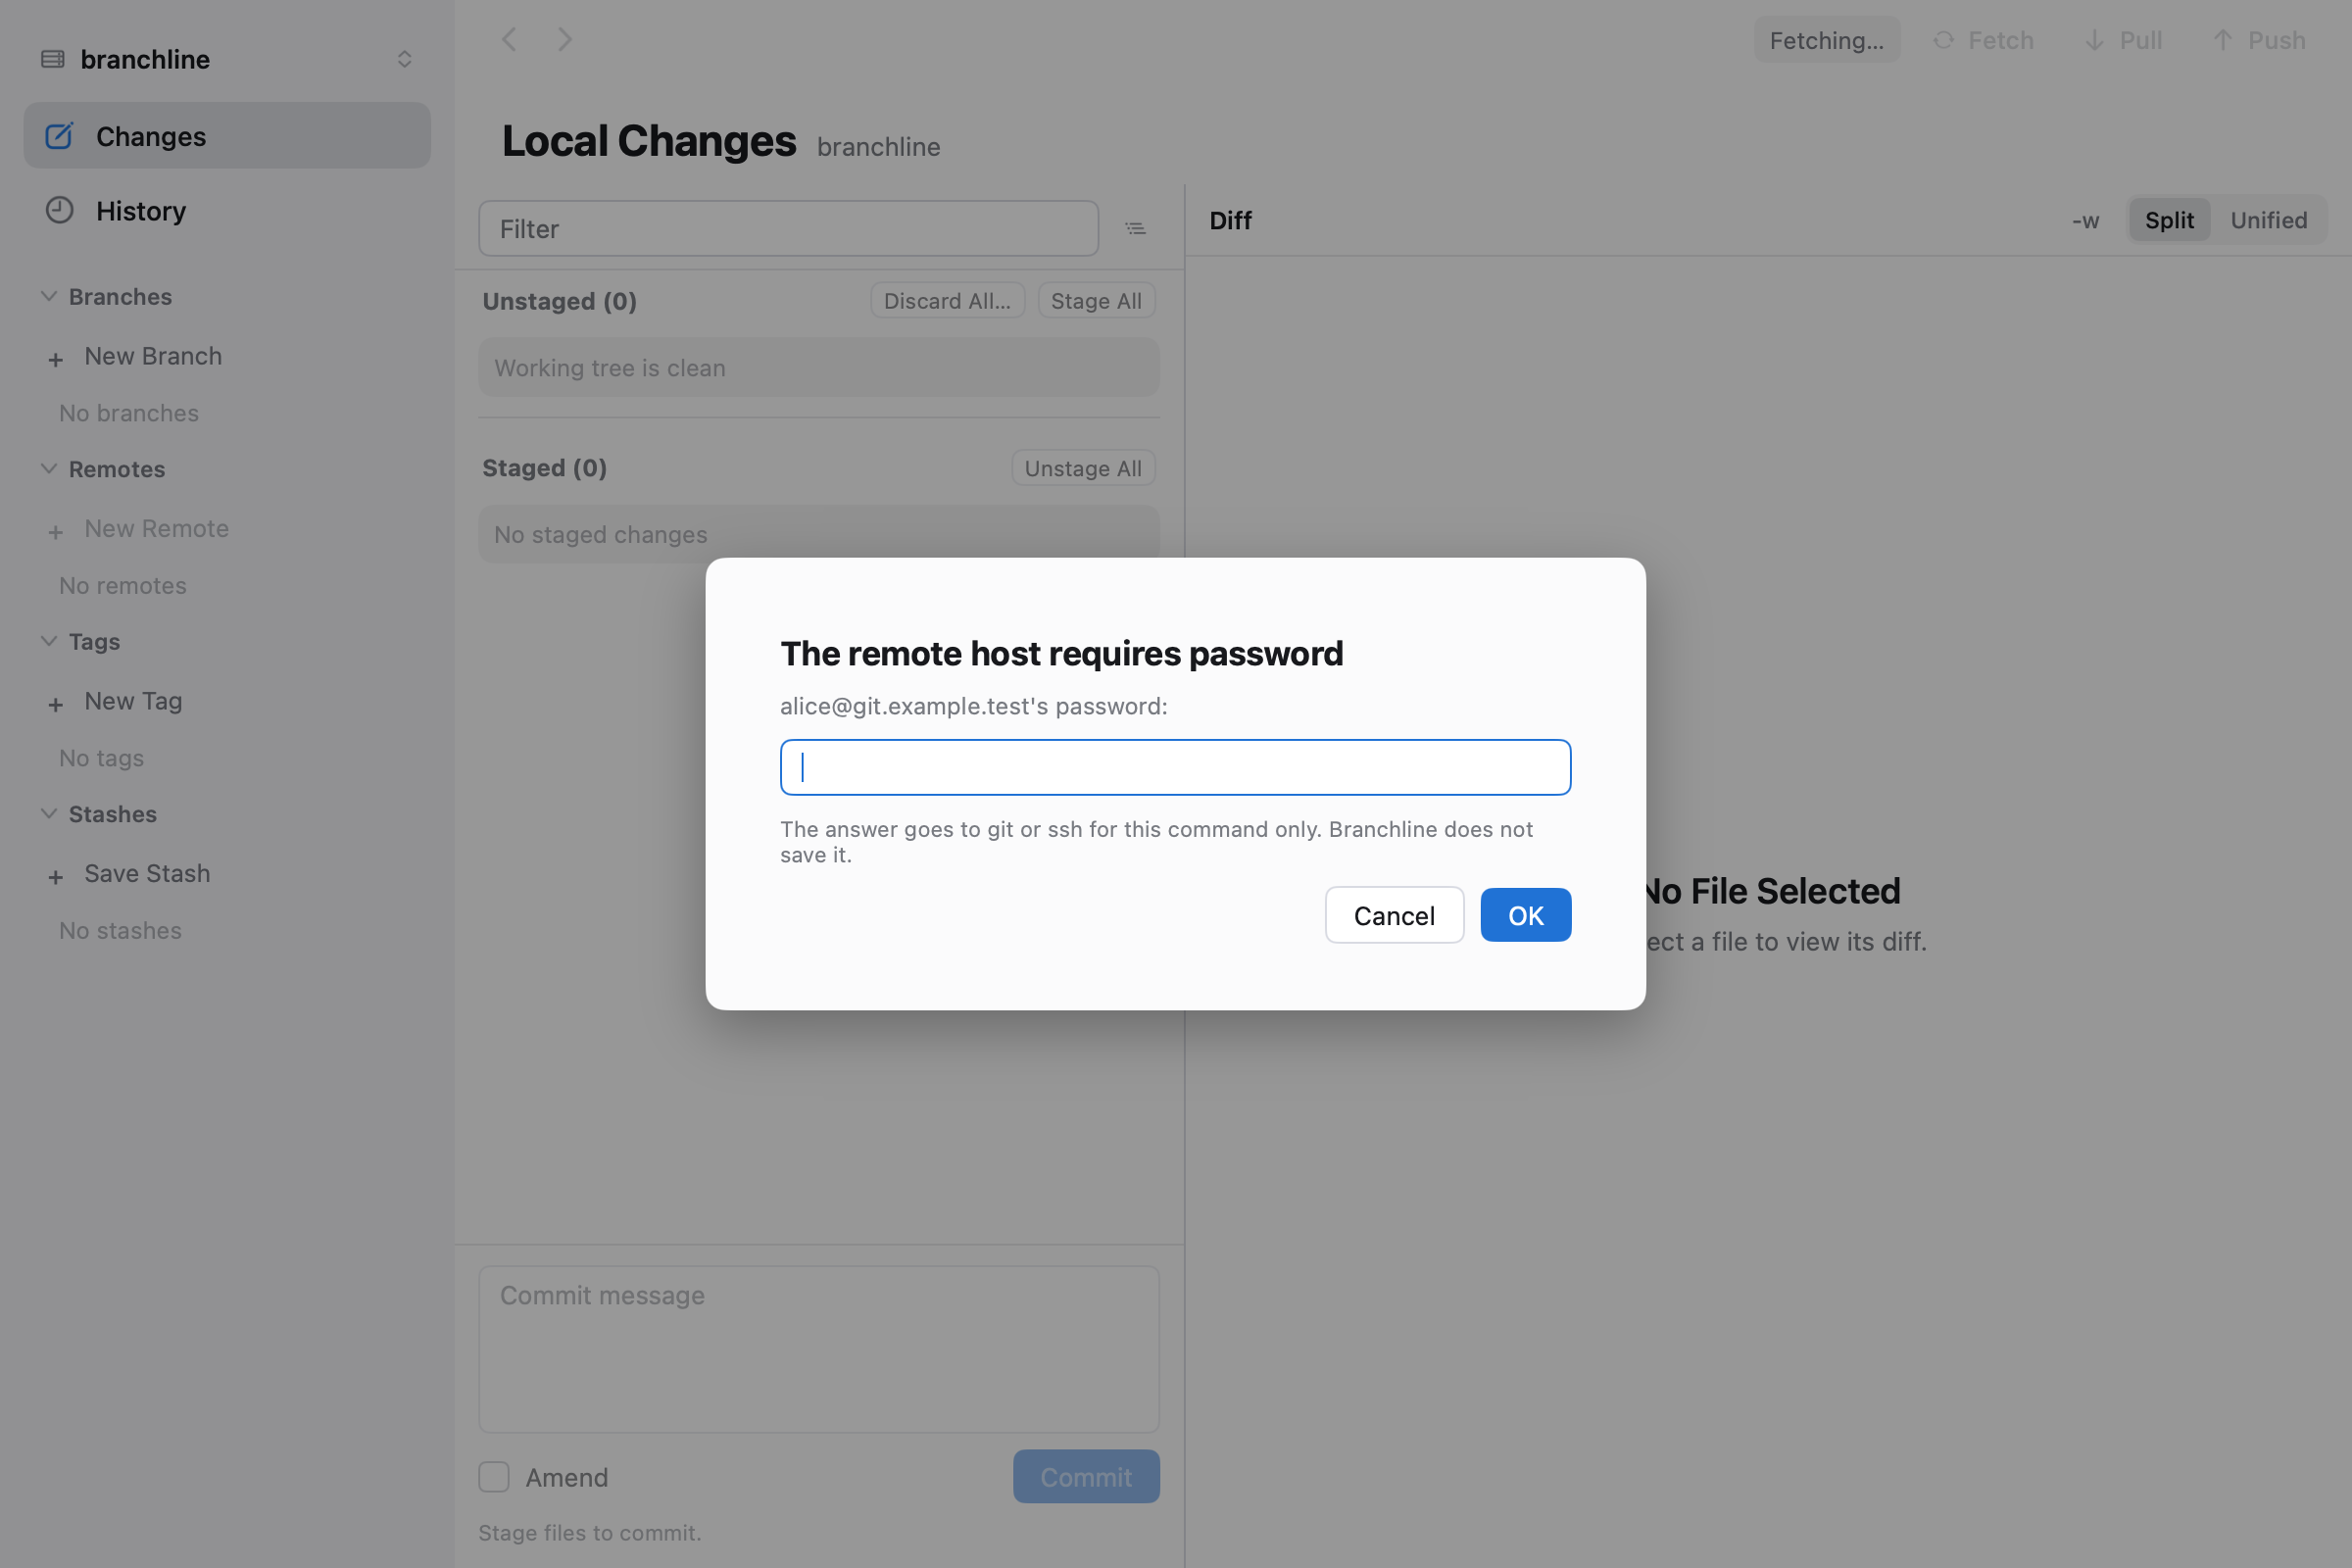 branchline
Changes
History
Branches
New Branch
No branches
Remotes
New Remote
No remotes
Tags
New Tag
No tags
Stashes
Save Stash
No stashes
Fetching...
Fetch
Pull
Push
Local Changes branchline
Filter
Unstaged (0)
Discard All...
Stage All
Working tree is clean
Staged (0)
Unstage All
No staged changes
Diff
-w
Split
Unified
The remote host requires password
alice@git.example.test's password:
The answer goes to git or ssh for this command only. Branchline does not
save it.
Cancel
OK
No File Selected
ect a file to view its diff.
Commit message
Amend
Commit
Stage files to commit.